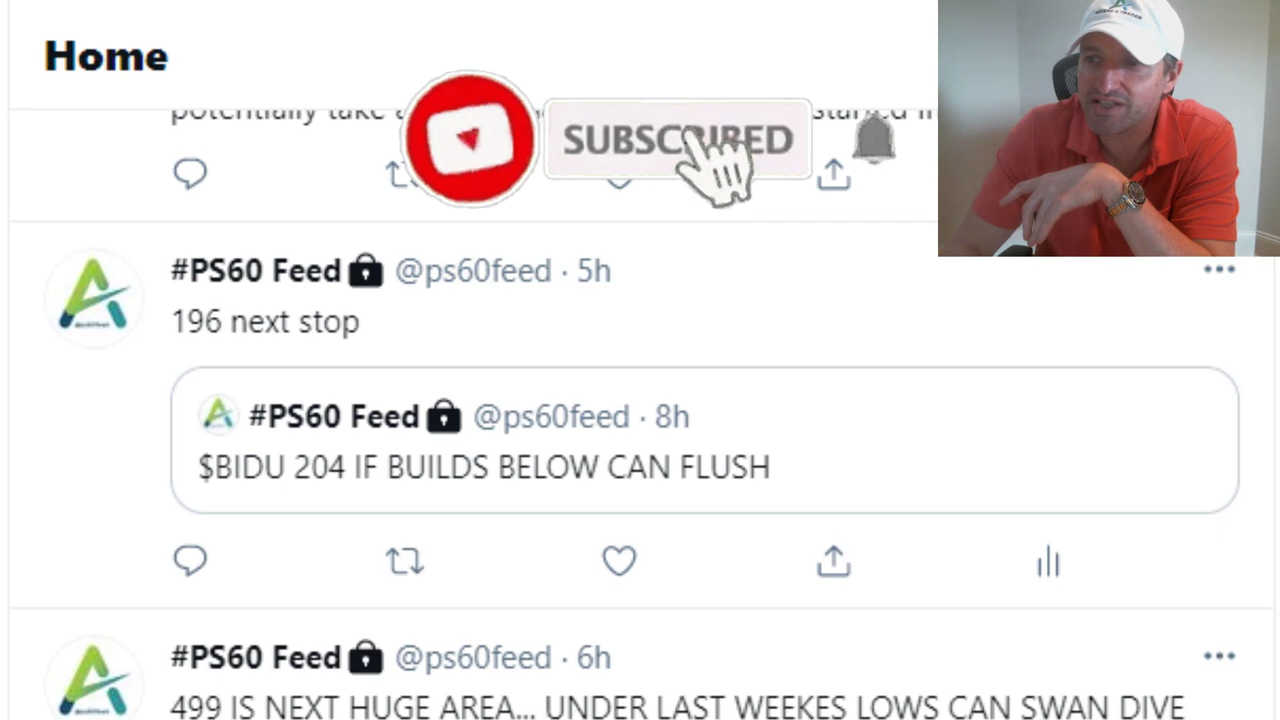 Home
potentially take
SUBSCRIBED
#PS60 Feed @ps60feed · 5h
196 next stop
#PS60 Feed @ps60feed · 8h
$BIDU 204 IF BUILDS BELOW CAN FLUSH
#PS60 Feed @ps60feed · 6h
499 IS NEXT HUGE AREA... UNDER LAST WEEKES LOWS CAN SWAN DIVE